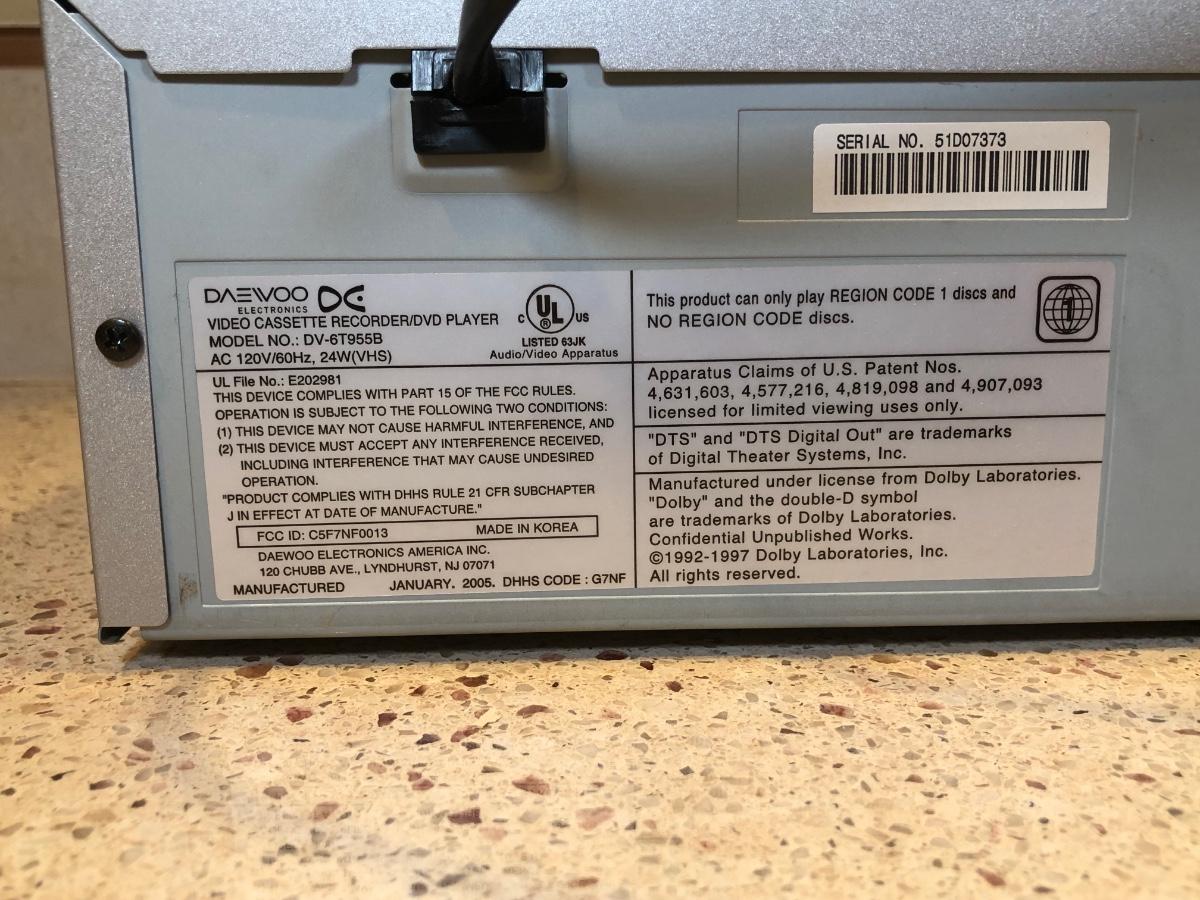 SERIAL NO. 51D07373
DAEWOO
ELECTRONICS
VIDEO CASSETTE RECORDER/DVD PLAYER
MODEL NO.: DV-6T955B
AC 120V/60Hz, 24W(VHS)
C UL US
®
LISTED 63JK
Audio/Video Apparatus
UL File No.: E202981
THIS DEVICE COMPLIES WITH PART 15 OF THE FCC RULES.
OPERATION IS SUBJECT TO THE FOLLOWING TWO CONDITIONS:
(1) THIS DEVICE MAY NOT CAUSE HARMFUL INTERFERENCE, AND
(2) THIS DEVICE MUST ACCEPT ANY INTERFERENCE RECEIVED,
INCLUDING INTERFERENCE THAT MAY CAUSE UNDESIRED
OPERATION.
"PRODUCT COMPLIES WITH DHHS RULE 21 CFR SUBCHAPTER
J IN EFFECT AT DATE OF MANUFACTURE."
FCC ID: C5F7NF0013 MADE IN KOREA
DAEWOO ELECTRONICS AMERICA INC.
120 CHUBB AVE., LYNDHURST, NJ 07071
MANUFACTURED JANUARY. 2005. DHHS CODE : G7NF
This product can only play REGION CODE 1 discs and
NO REGION CODE discs.
1
Apparatus Claims of U.S. Patent Nos.
4,631,603, 4,577,216, 4,819,098 and 4,907,093
licensed for limited viewing uses only.
"DTS" and "DTS Digital Out" are trademarks
of Digital Theater Systems, Inc.
Manufactured under license from Dolby Laboratories.
"Dolby" and the double-D symbol
are trademarks of Dolby Laboratories.
Confidential Unpublished Works.
©1992-1997 Dolby Laboratories, Inc.
All rights reserved.